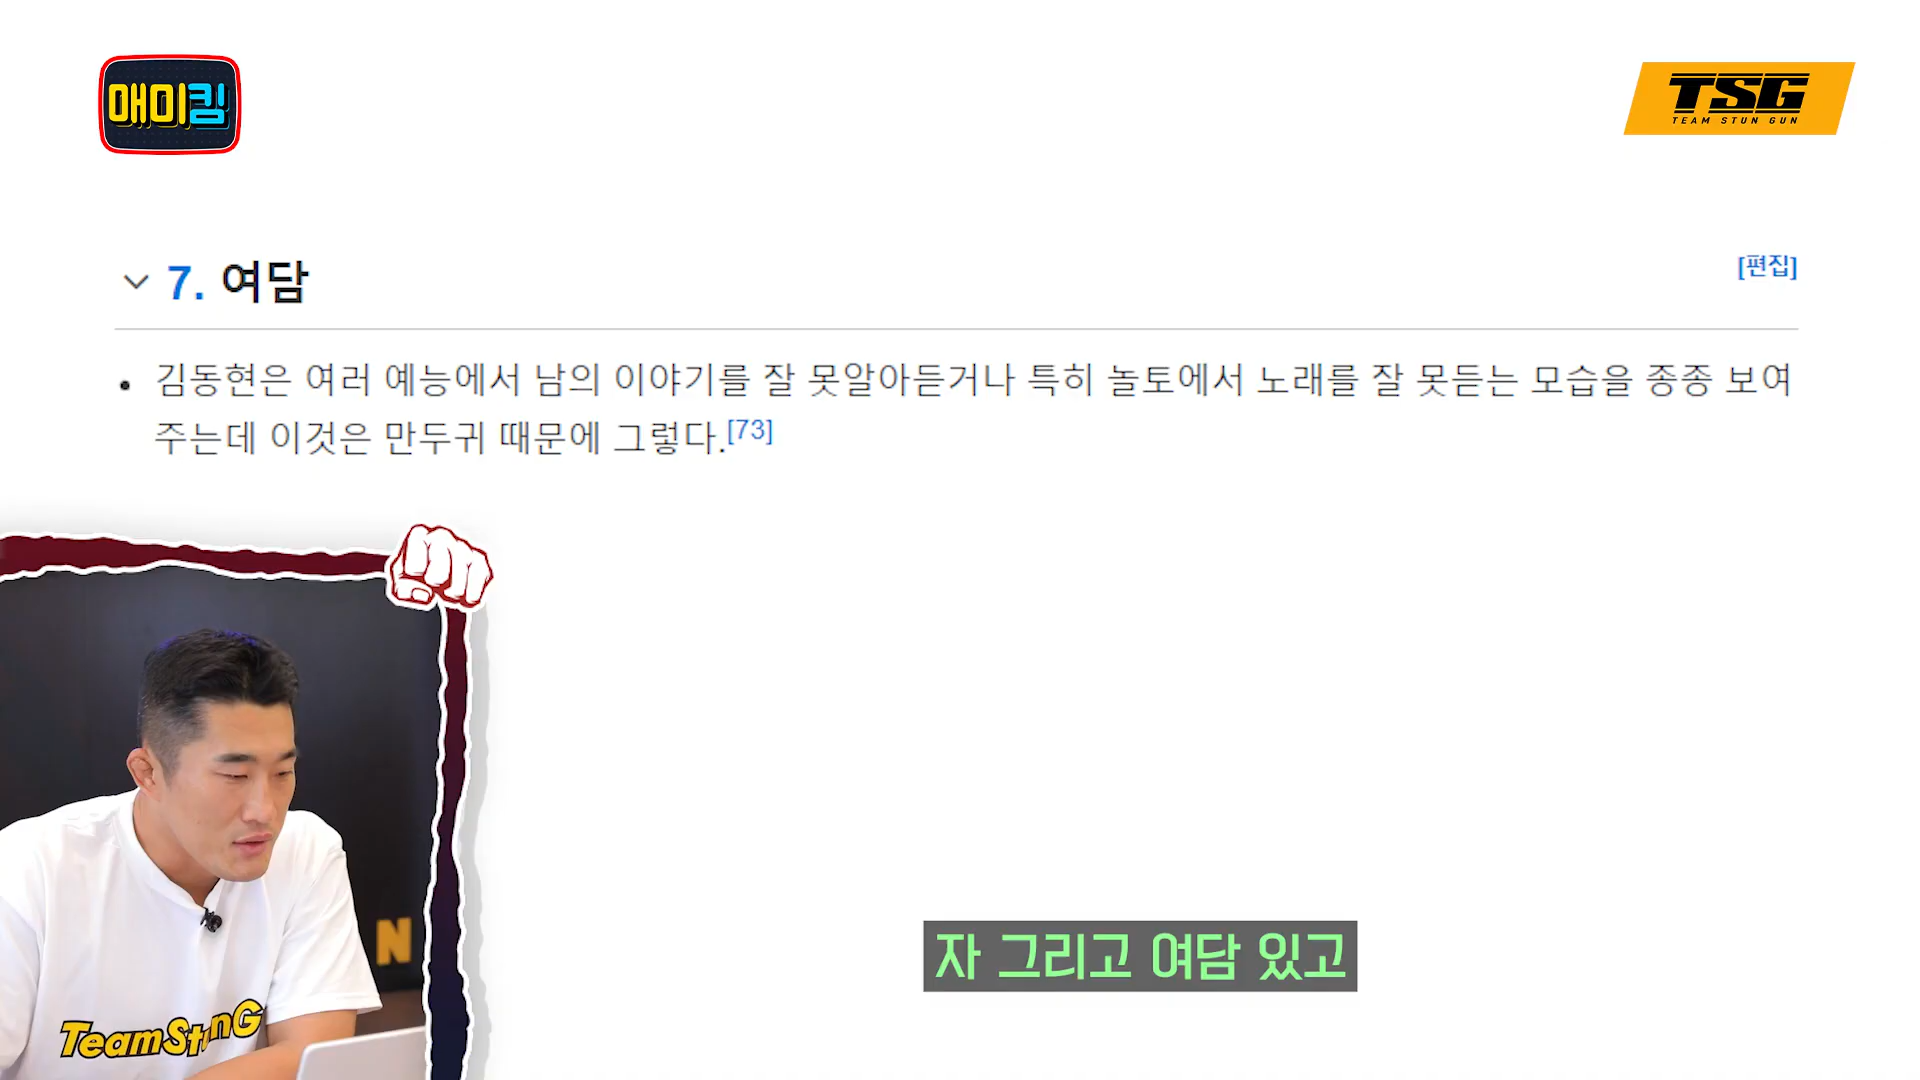 매미킴
TSG
TEAM STUN GUN
7. 여담
[편집]
김동현은 여러 예능에서 남의 이야기를 잘 못알아듣거나 특히 놀토에서 노래를 잘 못듣는 모습을 종종 보여
주는데 이것은 만두귀 때문에 그렇다.[73]
N
자 그리고 여담 있고
TeamStunG